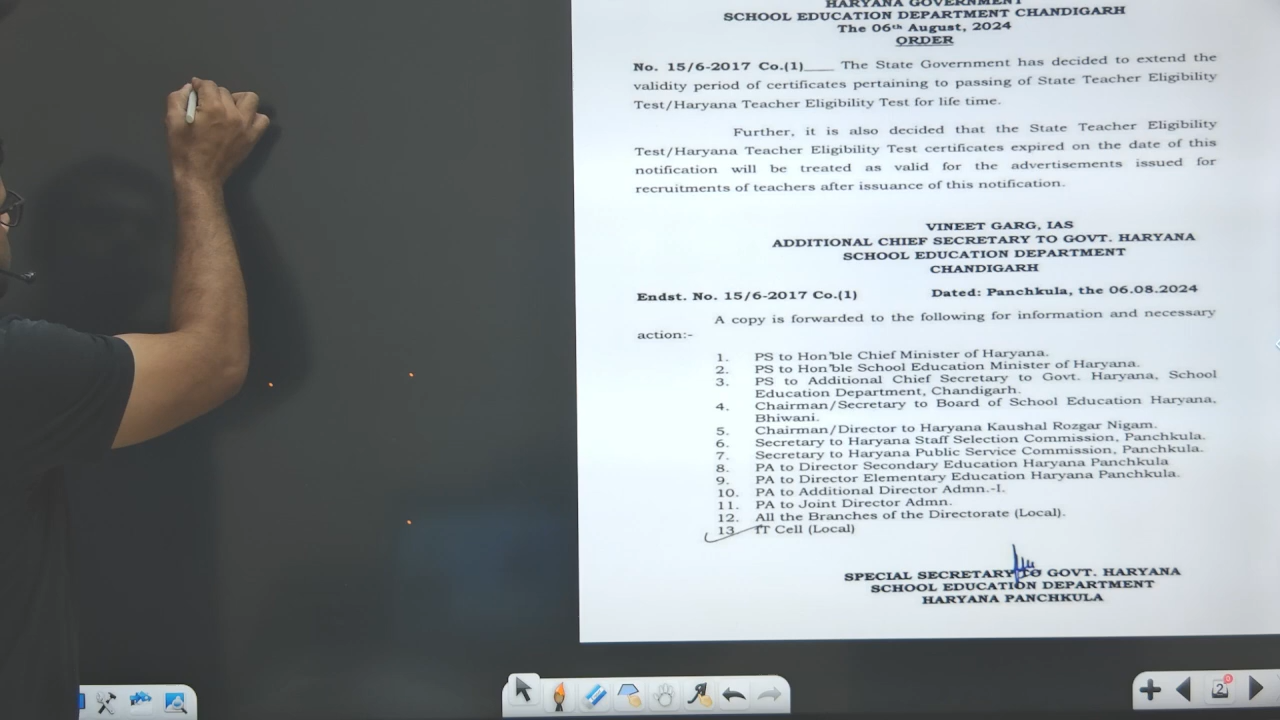 HARYANA GOVERNMENT
SCHOOL EDUCATION DEPARTMENT CHANDIGARH
The 06th August, 2024
ORDER
No. 15/6-2017 Co.(1)____ The State Government has decided to extend the
validity period of certificates pertaining to passing of State Teacher Eligibility
Test/Haryana Teacher Eligibility Test for life time.
Further, it is also decided that the State Teacher Eligibility
Test/Haryana Teacher Eligibility Test certificates expired on the date of this
notification will be treated as valid for the advertisements issued for
recruitments of teachers after issuance of this notification.
VINEET GARG, IAS
ADDITIONAL CHIEF SECRETARY TO GOVT. HARYANA
SCHOOL EDUCATION DEPARTMENT
CHANDIGARH
Endst. No. 15/6-2017 Co.(1) Dated: Panchkula, the 06.08.2024
A copy is forwarded to the following for information and necessary
action:-
1. PS to Hon'ble Chief Minister of Haryana.
2. PS to Hon'ble School Education Minister of Haryana.
3. PS to Additional Chief Secretary to Govt. Haryana, School
Education Department, Chandigarh.
4. Chairman/Secretary to Board of School Education Haryana,
Bhiwani.
5. Chairman/Director to Haryana Kaushal Rozgar Nigam.
6. Secretary to Haryana Staff Selection Commission, Panchkula.
7. Secretary to Haryana Public Service Commission, Panchkula.
8. PA to Director Secondary Education Haryana Panchkula
9. PA to Director Elementary Education Haryana Panchkula.
10. PA to Additional Director Admn.-I.
11. PA to Joint Director Admn.
12. All the Branches of the Directorate (Local).
13. IT Cell (Local)
SPECIAL SECRETARY TO GOVT. HARYANA
SCHOOL EDUCATION DEPARTMENT
HARYANA PANCHKULA
2